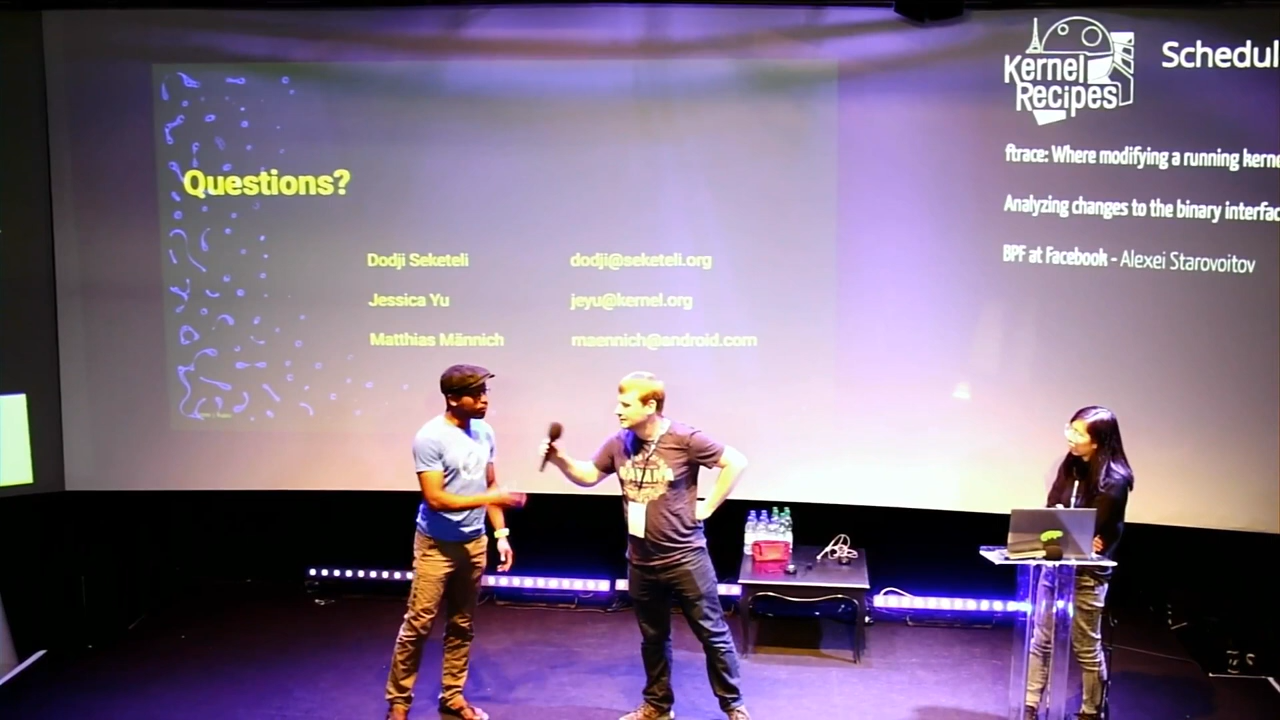 Kernel
Recipes
Schedul
ftrace: Where modifying a running kerne
Analyzing changes to the binary interfac
BPF at Facebook - Alexei Starovoitov
Questions?
Dodji Seketeli dodji@seketeli.org
Jessica Yu jeyu@kernel.org
Matthias Männich maennich@android.com